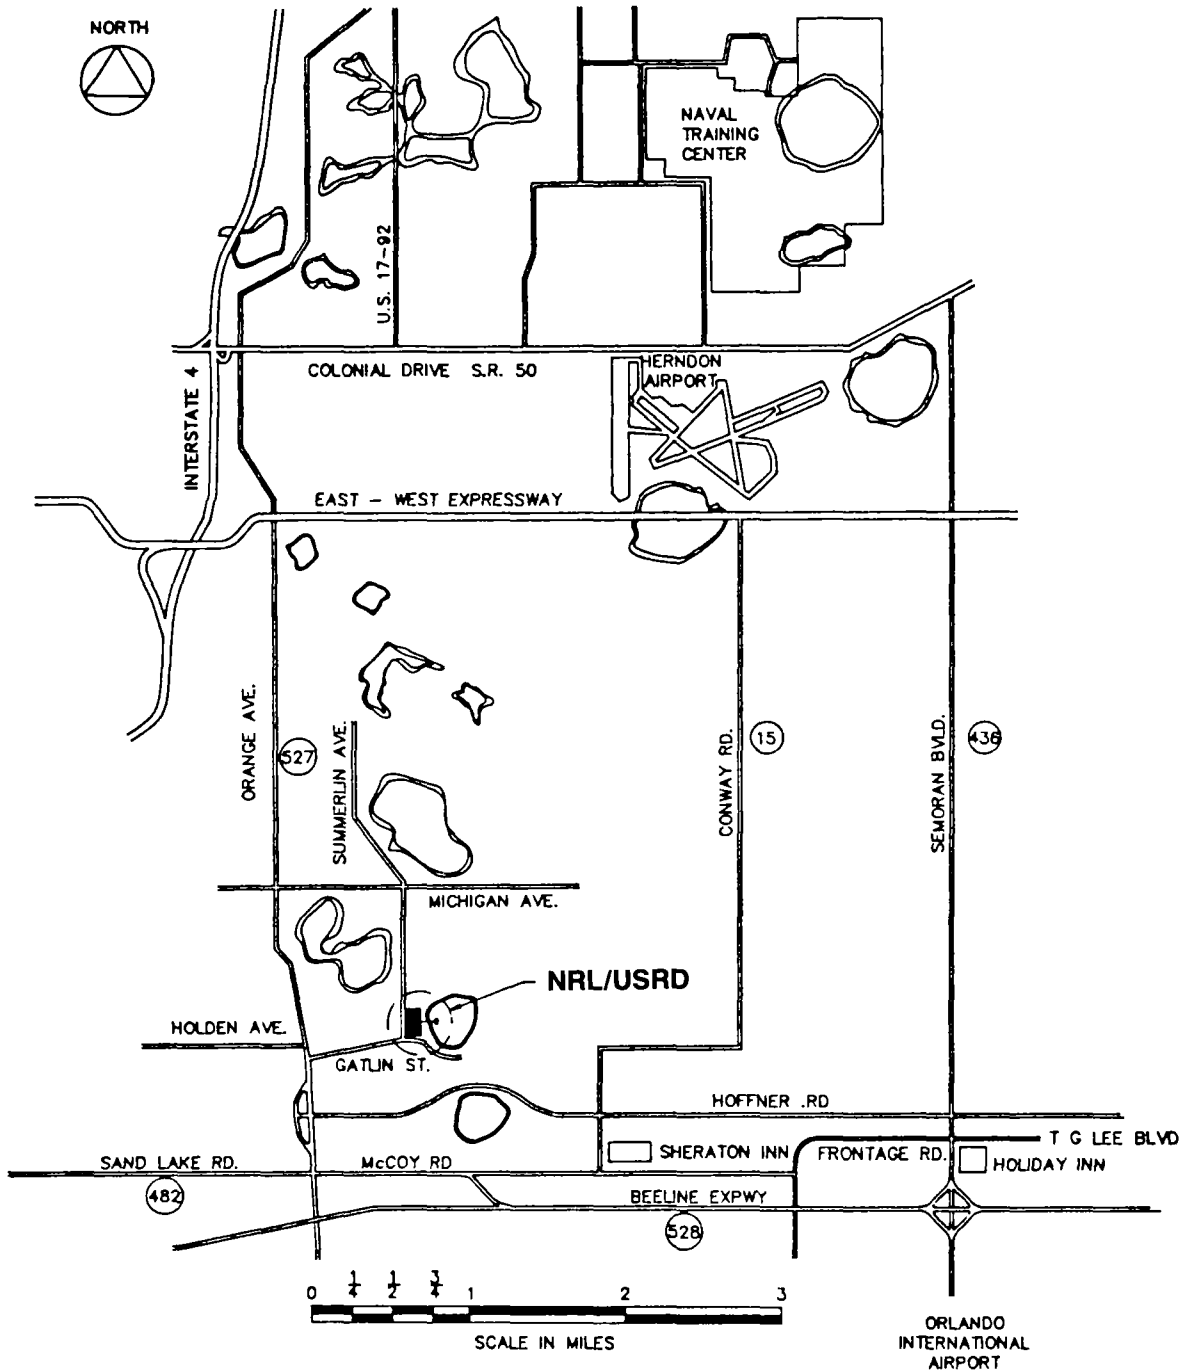 NORTH
NAVAL
TRAINING
CENTER
U.S. 17-92
COLONIAL DRIVE S.R. 50
HERNDON
AIRPORT
INTERSTATE 4
EAST - WEST EXPRESSWAY
ORANGE AVE.
527
SUMMERLIN AVE.
CONWAY RD.
15
SEMORAN BVLD.
436
MICHIGAN AVE.
NRL/USRD
HOLDEN AVE.
GATLIN ST.
HOFFNER .RD
T G LEE BLVD
SHERATON INN
FRONTAGE RD.
HOLIDAY INN
SAND LAKE RD.
McCOY RD
482
BEELINE EXPWY
528
0 1/4 1/2 3/4 1 2 3
SCALE IN MILES
ORLANDO
INTERNATIONAL
AIRPORT